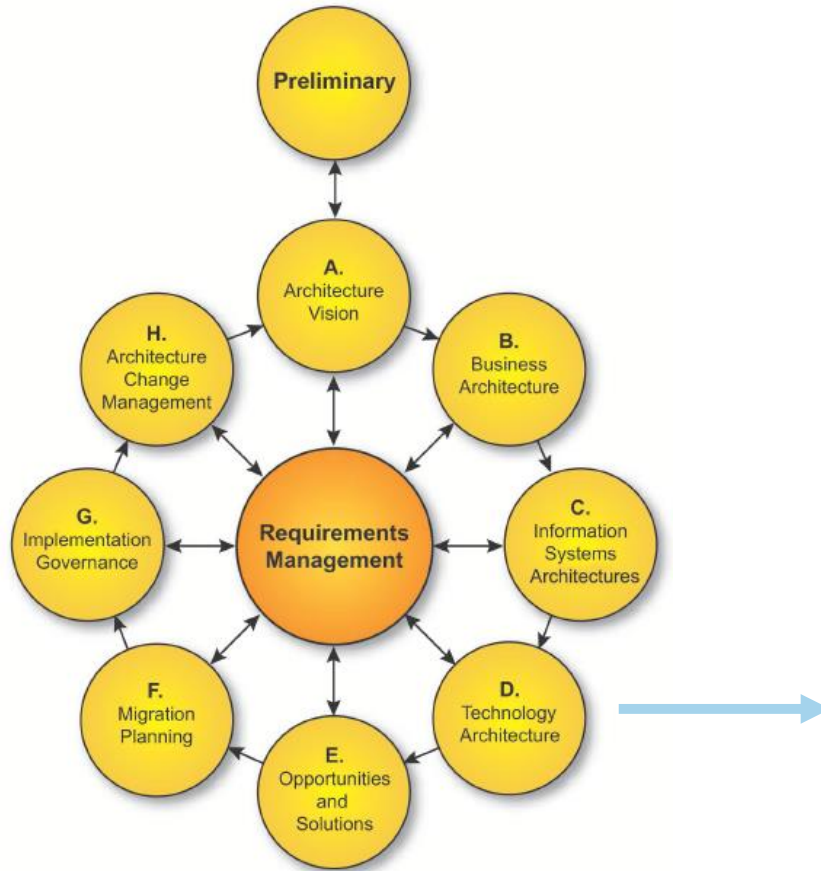 Preliminary
A.
Architecture
Vision
B.
Business
Architecture
C.
Information
Systems
Architectures
D.
Technology
Architecture
E.
Opportunities
and
Solutions
F.
Migration
Planning
G.
Implementation
Governance
H.
Architecture
Change
Management
Requirements
Management